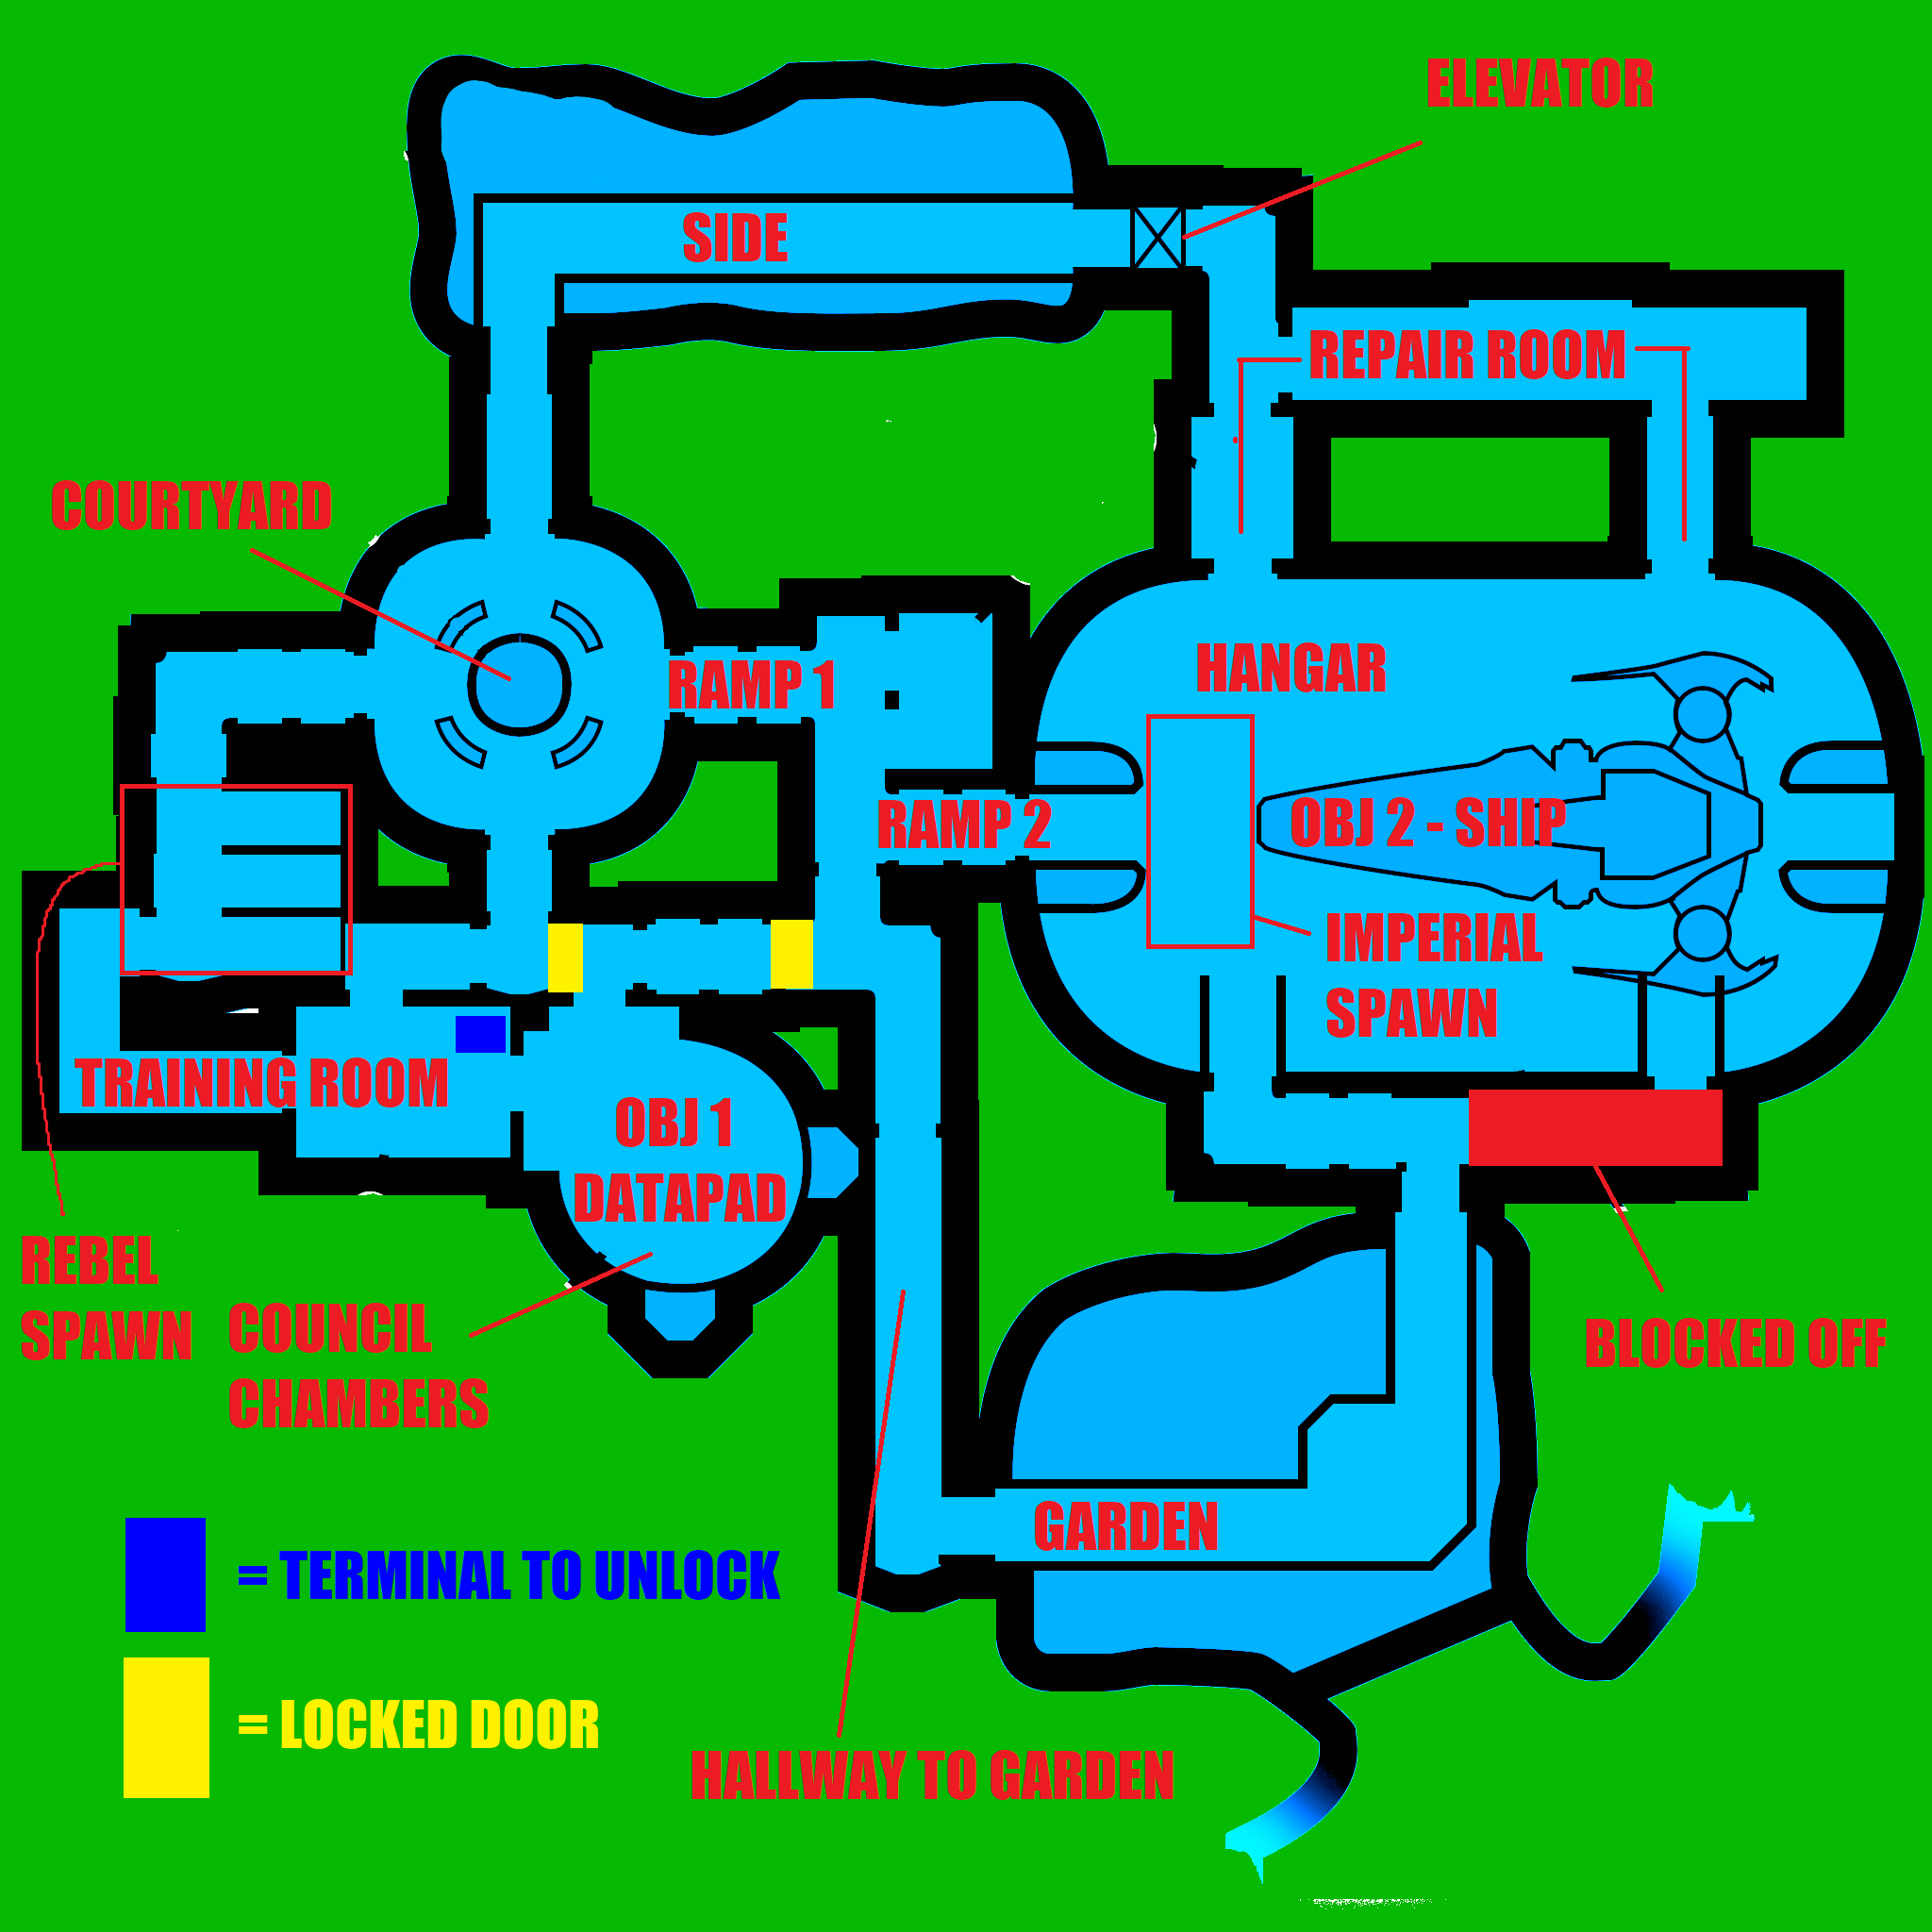 ELEVATOR
SIDE
REPAIR ROOM
COURTYARD
RAMP 1
HANGAR
RAMP 2
OBJ 2 - SHIP
IMPERIAL
SPAWN
TRAINING ROOM
OBJ 1
DATAPAD
REBEL
SPAWN
COUNCIL
CHAMBERS
BLOCKED OFF
GARDEN
= TERMINAL TO UNLOCK
= LOCKED DOOR
HALLWAY TO GARDEN